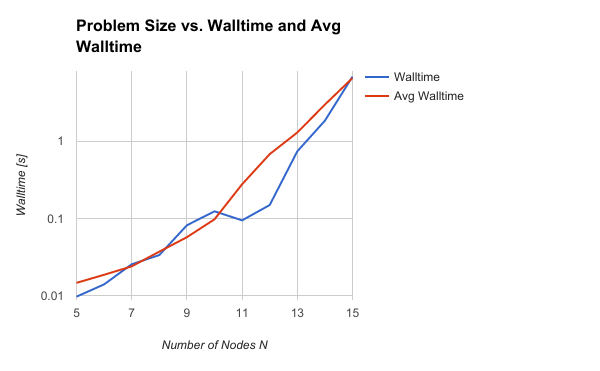 Problem Size vs. Walltime and Avg
Walltime
Walltime
Avg Walltime
Walltime [s]
1
0.1
0.01
5 7 9 11 13 15
Number of Nodes N